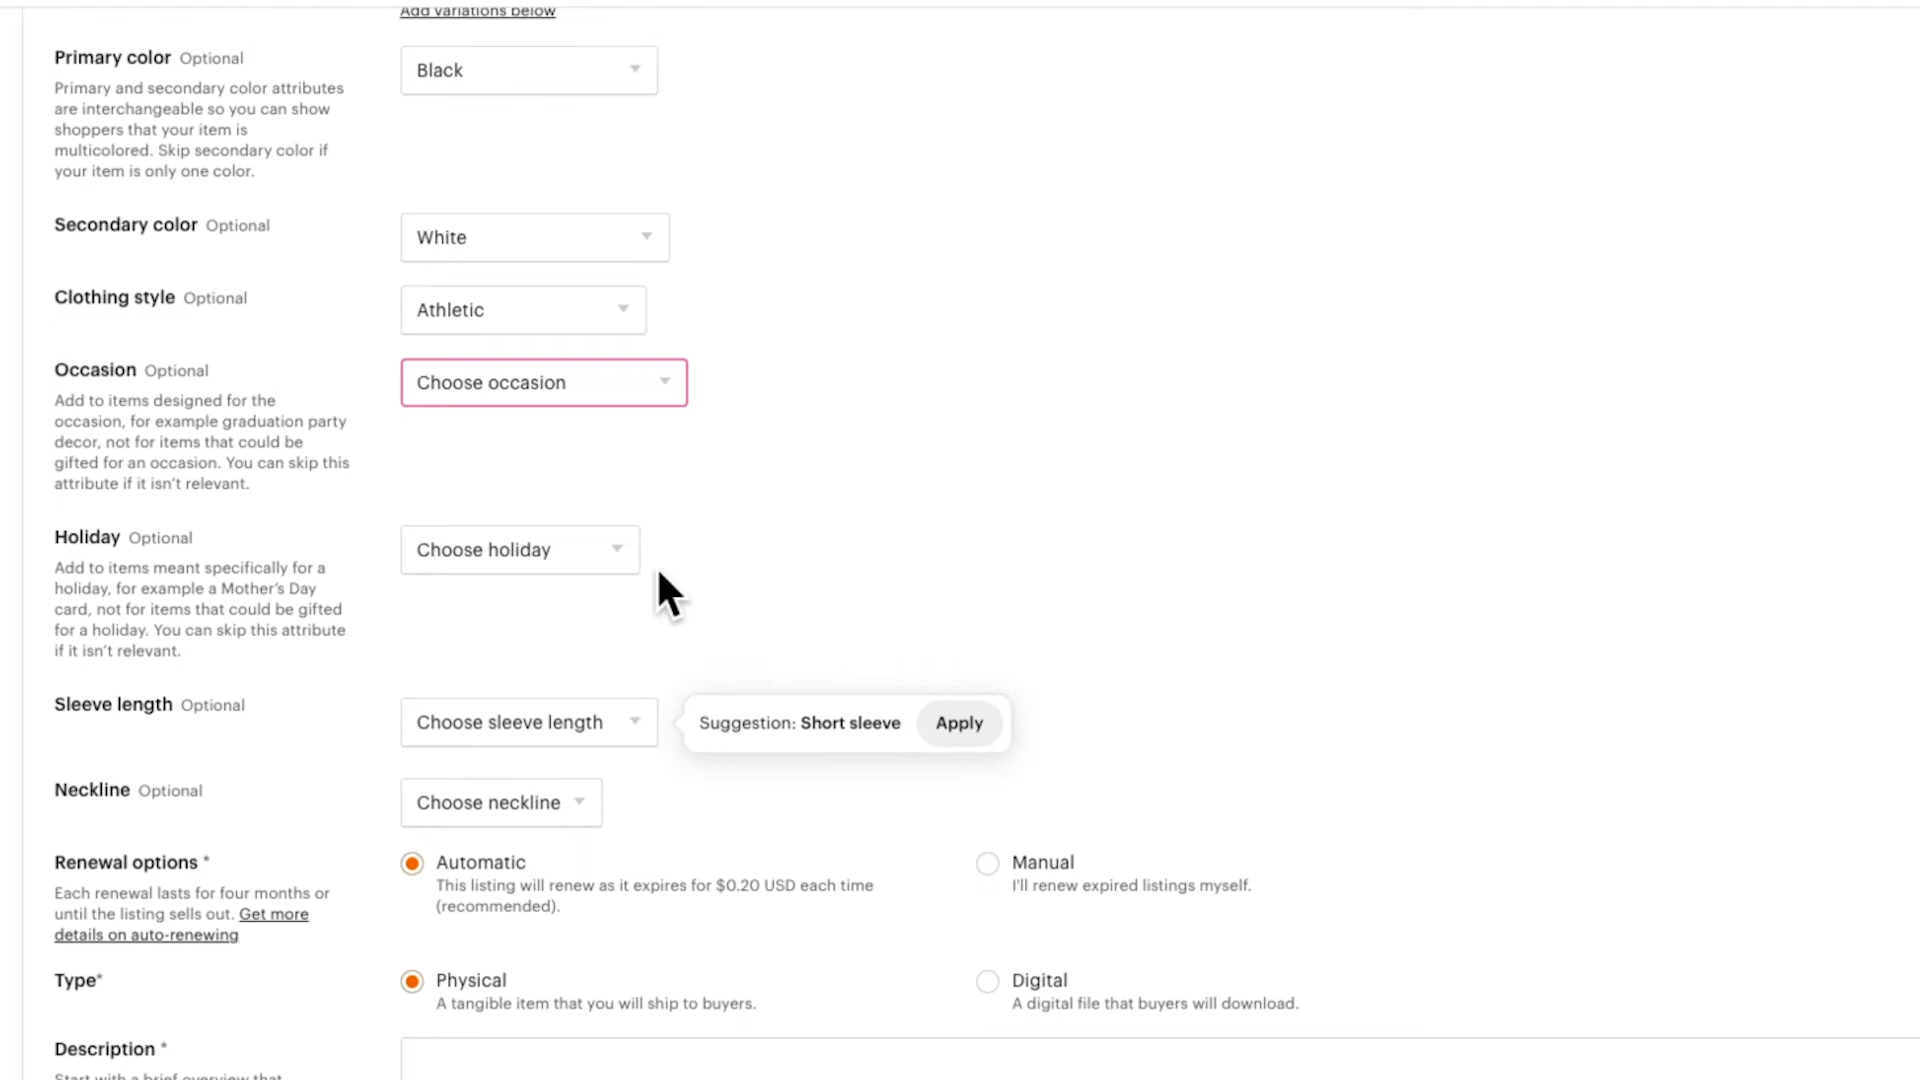 Add variations below
Primary color Optional
Black
Primary and secondary color attributes
are interchangeable so you can show
shoppers that your item is
multicolored. Skip secondary color if
your item is only one color.
Secondary color Optional
White
Clothing style Optional
Athletic
Occasion Optional
Choose occasion
Add to items designed for the
occasion, for example graduation party
decor, not for items that could be
gifted for an occasion. You can skip this
attribute if it isn’t relevant.
Holiday Optional
Choose holiday
Add to items meant specifically for a
holiday, for example a Mother’s Day
card, not for items that could be gifted
for a holiday. You can skip this attribute
if it isn’t relevant.
Sleeve length Optional
Choose sleeve length
Suggestion: Short sleeve
Apply
Neckline Optional
Choose neckline
Renewal options *
Each renewal lasts for four months or
until the listing sells out. Get more
details on auto-renewing
Automatic
This listing will renew as it expires for $0.20 USD each time
(recommended).
Manual
I'll renew expired listings myself.
Type*
Physical
A tangible item that you will ship to buyers.
Digital
A digital file that buyers will download.
Description *
Start with a brief overview that